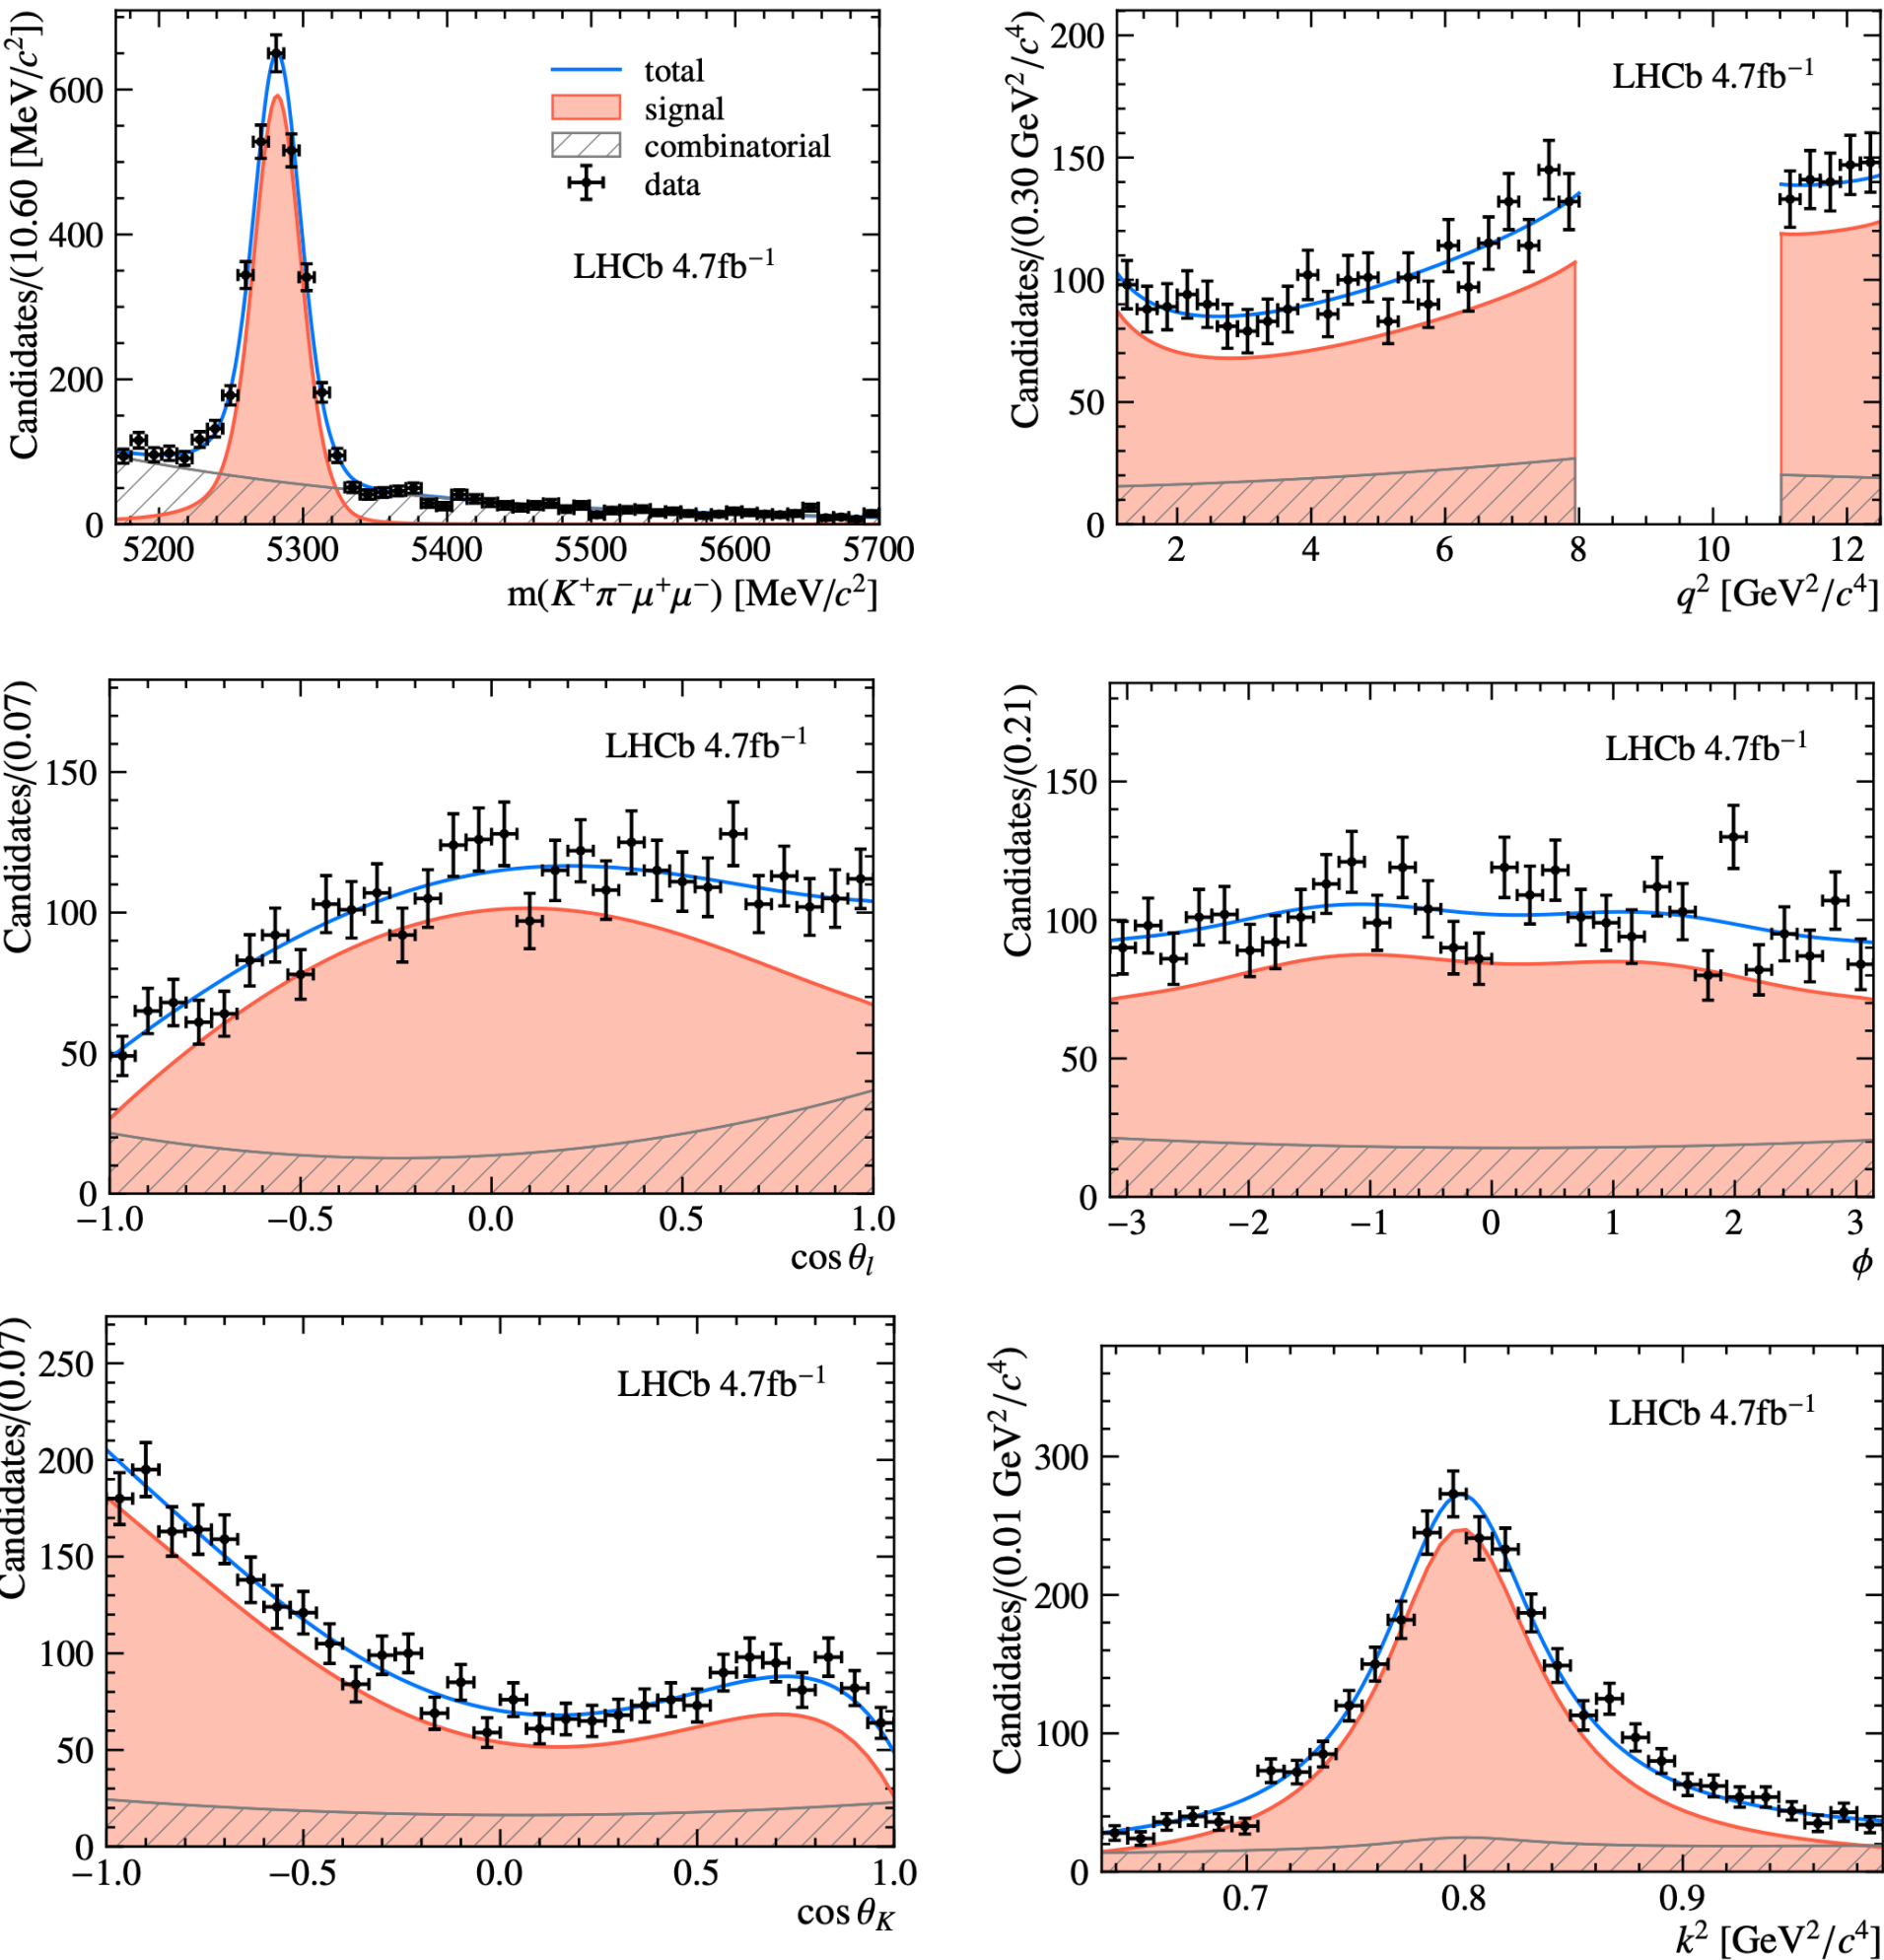 Candidates/(10.60 [MeV/c²])
600
400
200
0
total
signal
combinatorial
data
LHCb 4.7fb⁻¹
5200 5300 5400 5500 5600 5700
m(K⁺π⁻μ⁺μ⁻) [MeV/c²]
Candidates/(0.30 GeV²/c⁴)
200
150
100
50
0
LHCb 4.7fb⁻¹
2 4 6 8 10 12
q² [GeV²/c⁴]
Candidates/(0.07)
150
100
50
0
LHCb 4.7fb⁻¹
−1.0 −0.5 0.0 0.5 1.0
cos θₗ
Candidates/(0.21)
150
100
50
0
LHCb 4.7fb⁻¹
−3 −2 −1 0 1 2 3
ϕ
Candidates/(0.07)
250
200
150
100
50
0
LHCb 4.7fb⁻¹
−1.0 −0.5 0.0 0.5 1.0
cos θ_K
Candidates/(0.01 GeV²/c⁴)
300
200
100
0
LHCb 4.7fb⁻¹
0.7 0.8 0.9
k² [GeV²/c⁴]